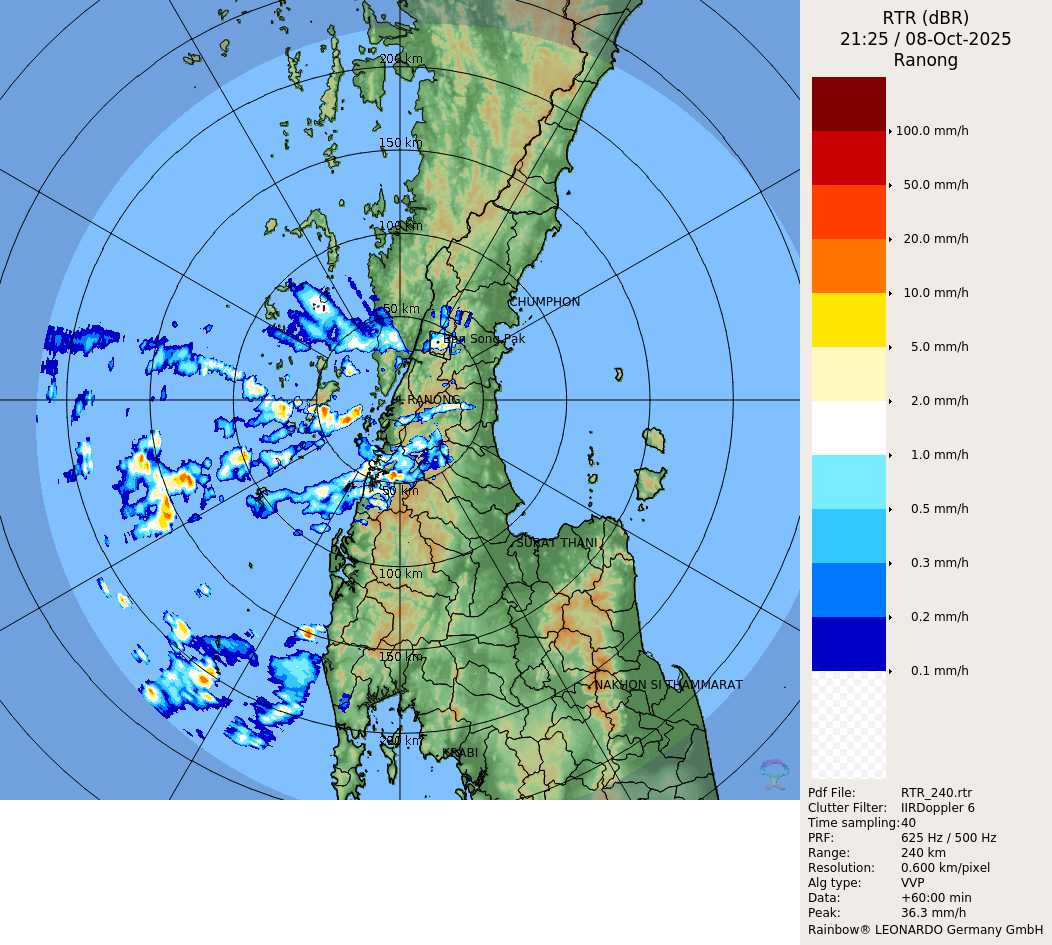 RTR (dBR)
21:25 / 08-Oct-2025
Ranong
200 km
150 km
100 km
50 km
CHUMPHON
Ban Song Pak
RANONG
50 km
SURAT THANI
100 km
150 km
NAKHON SI THAMMARAT
200 km
KRABI
100.0 mm/h
50.0 mm/h
20.0 mm/h
10.0 mm/h
5.0 mm/h
2.0 mm/h
1.0 mm/h
0.5 mm/h
0.3 mm/h
0.2 mm/h
0.1 mm/h
Pdf File: RTR_240.rtr
Clutter Filter: IIRDoppler 6
Time sampling:40
PRF: 625 Hz / 500 Hz
Range: 240 km
Resolution: 0.600 km/pixel
Alg type: VVP
Data: +60:00 min
Peak: 36.3 mm/h
Rainbow® LEONARDO Germany GmbH